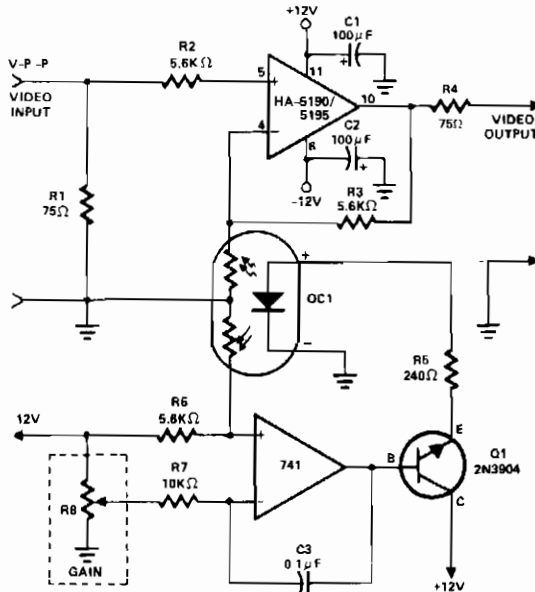 +12V
C1
100µF
V-P -P
VIDEO
INPUT
R2
5.6KΩ
5
+
11
+
HA-5190/
5195
10
R4
75Ω
VIDEO
OUTPUT
4
−
6
C2
100µF
+
-12V
R3
5.6KΩ
R1
75Ω
+
OC1
−
R5
240Ω
12V
R6
5.6KΩ
+
R7
10KΩ
−
741
R8
GAIN
B
E
Q1
2N3904
C
C3
0.1µF
+12V